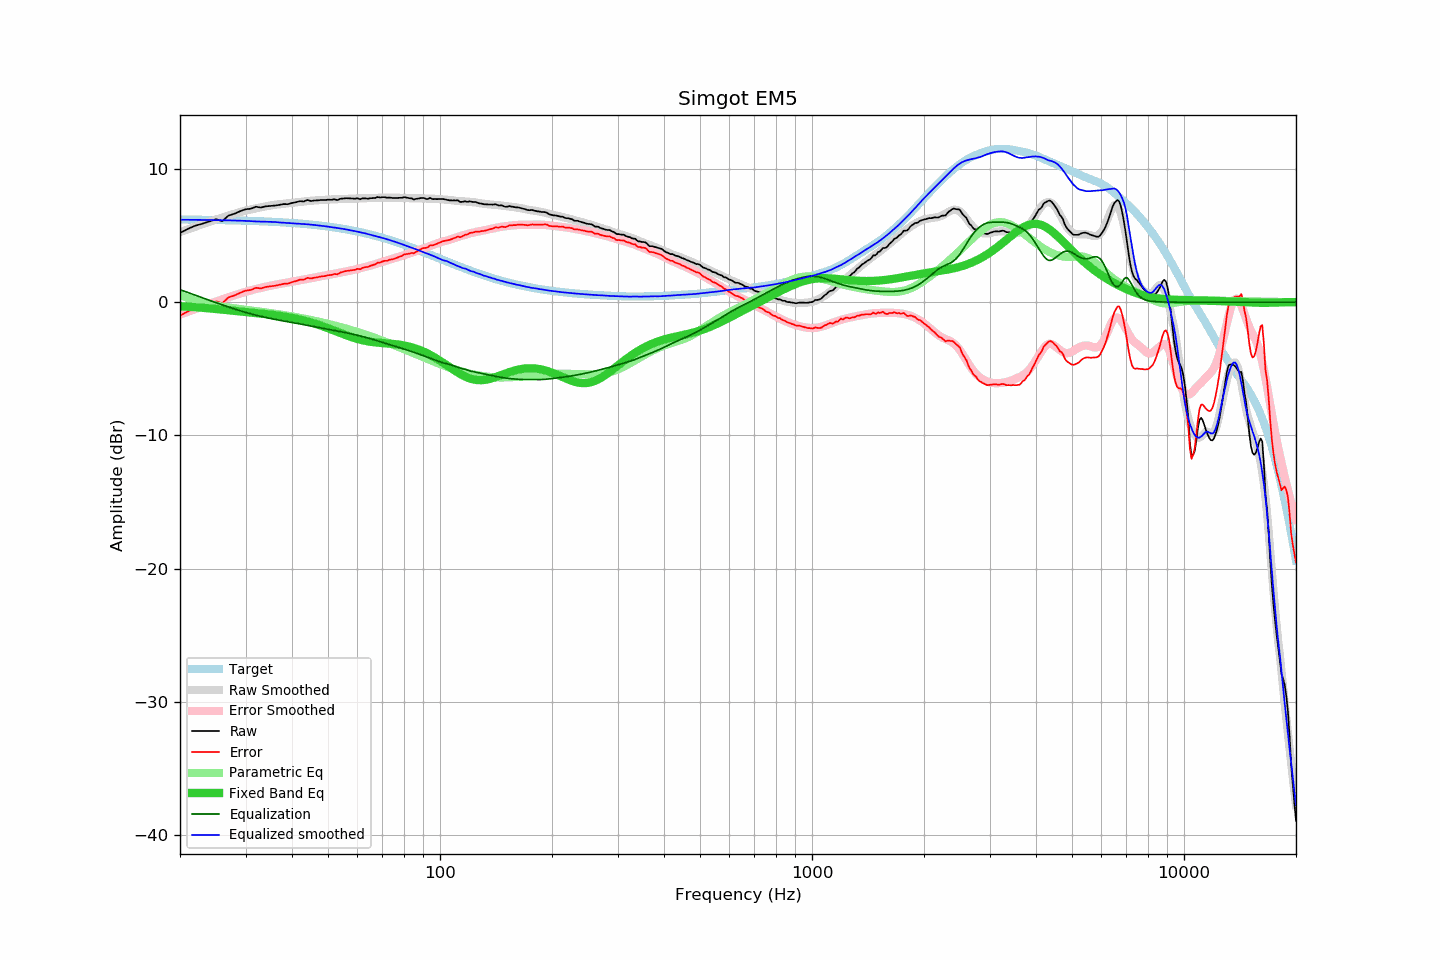 Simgot EM5
10
0
−10
−20
−30
−40
Amplitude (dBr)
Target
Raw Smoothed
Error Smoothed
Raw
Error
Parametric Eq
Fixed Band Eq
Equalization
Equalized smoothed
100
1000
10000
Frequency (Hz)